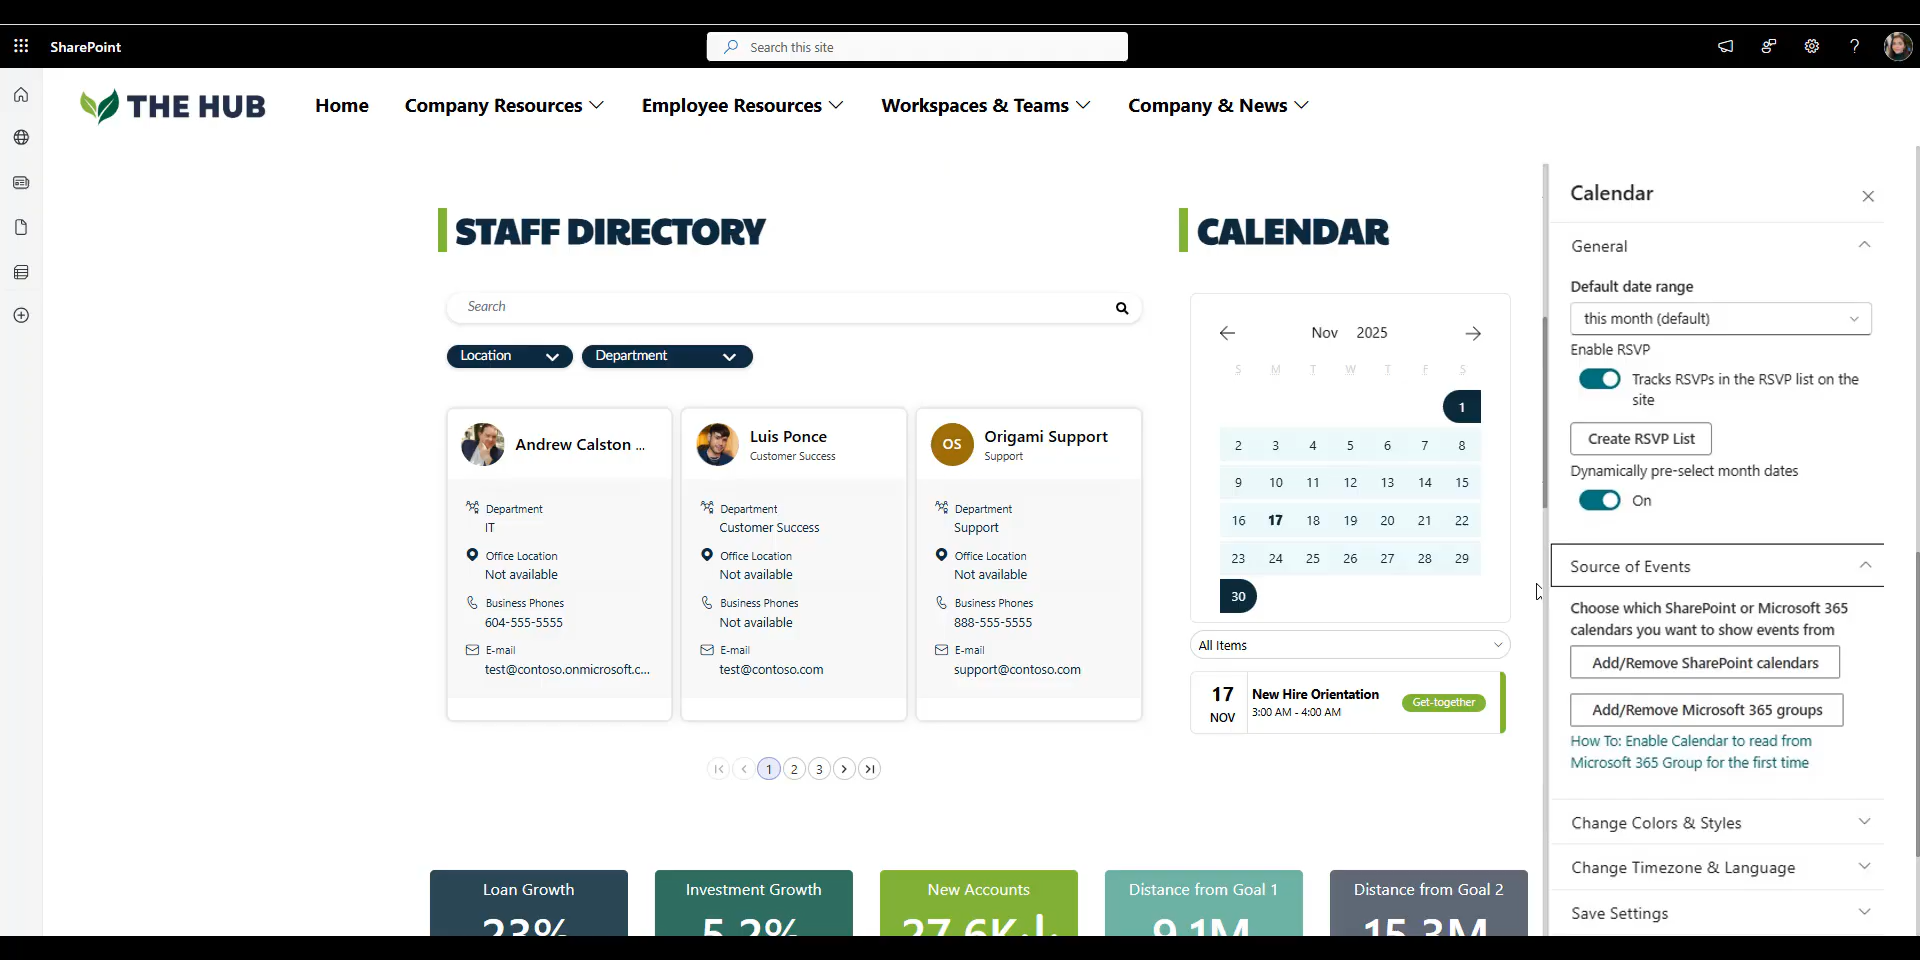 SharePoint
Search this site
THE HUB
Home
Company Resources
Employee Resources
Workspaces & Teams
Company & News
STAFF DIRECTORY
Search
Location
Department
Andrew Calston ...
Department
IT
Office Location
Not available
Business Phones
604-555-5555
E-mail
test@contoso.onmicrosoft.c...
Luis Ponce
Customer Success
Department
Customer Success
Office Location
Not available
Business Phones
Not available
E-mail
test@contoso.com
OS
Origami Support
Support
Department
Support
Office Location
Not available
Business Phones
888-555-5555
E-mail
support@contoso.com
1 2 3
CALENDAR
Nov 2025
S M T W T F S
1
2 3 4 5 6 7 8
9 10 11 12 13 14 15
16 17 18 19 20 21 22
23 24 25 26 27 28 29
30
All Items
17
NOV
New Hire Orientation
3:00 AM - 4:00 AM
Get-together
Loan Growth
23%
Investment Growth
5.2%
New Accounts
27.6K↓
Distance from Goal 1
9.1M
Distance from Goal 2
15.3M
Calendar
General
Default date range
this month (default)
Enable RSVP
Tracks RSVPs in the RSVP list on the
site
Create RSVP List
Dynamically pre-select month dates
On
Source of Events
Choose which SharePoint or Microsoft 365
calendars you want to show events from
Add/Remove SharePoint calendars
Add/Remove Microsoft 365 groups
How To: Enable Calendar to read from
Microsoft 365 Group for the first time
Change Colors & Styles
Change Timezone & Language
Save Settings